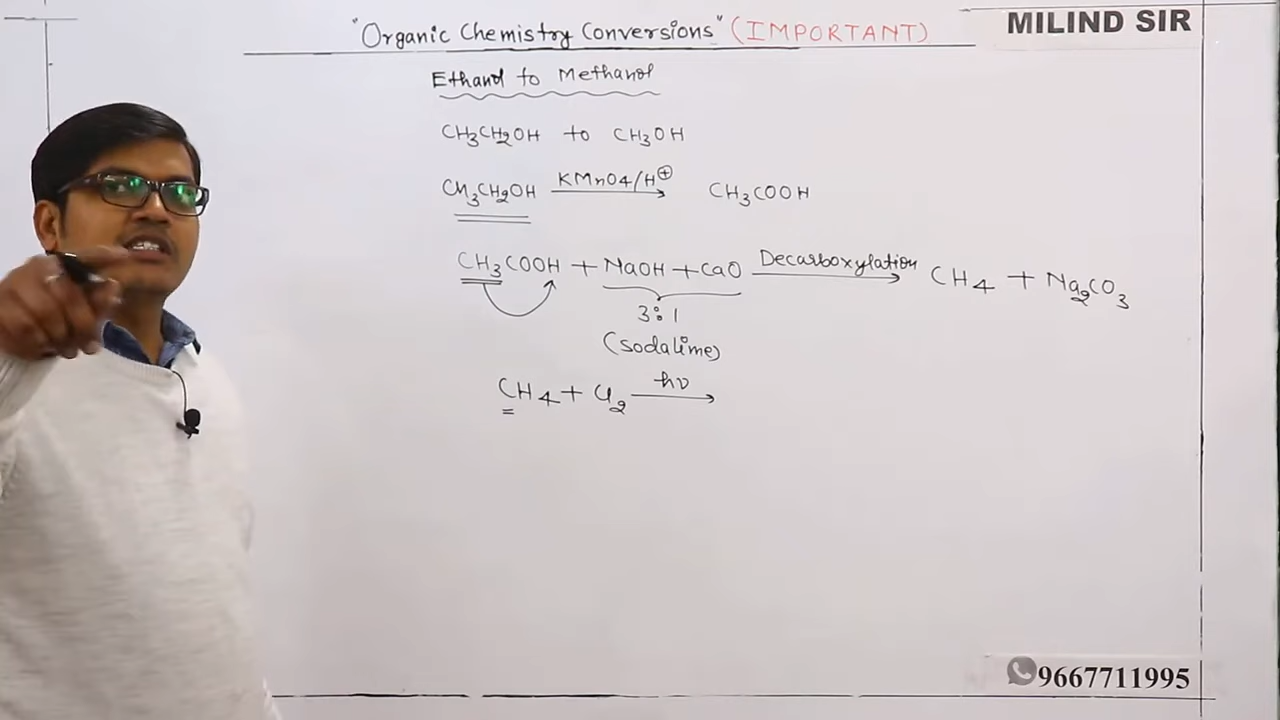 "Organic Chemistry Conversions" (IMPORTANT)
MILIND SIR
Ethanol to Methanol
CH3CH2OH to CH3OH
CH3CH2OH KMnO4/H⊕ → CH3COOH
CH3COOH + NaOH + CaO Decarboxylation → CH4 + Na2CO3
3:1
(sodalime)
CH4 + Cl2 hν →
9667711995